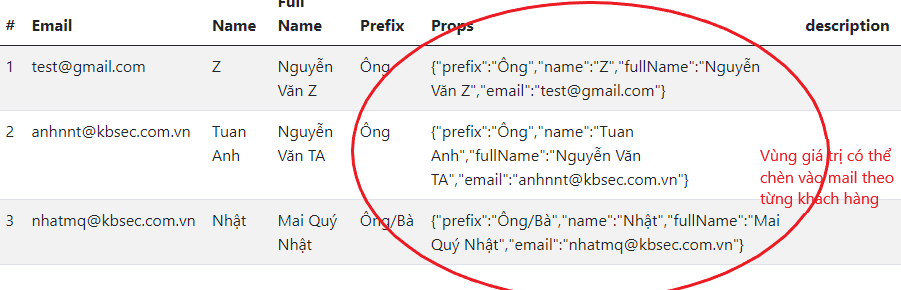 Full
# Email Name Name Prefix Props description
1 test@gmail.com Z Nguyễn Ông {"prefix":"Ông","name":"Z","fullName":"Nguyễn
Văn Z Văn Z","email":"test@gmail.com"}
2 anhnnt@kbsec.com.vn Tuan Nguyễn Ông {"prefix":"Ông","name":"Tuan
Anh Văn TA Anh","fullName":"Nguyễn Văn
TA","email":"anhnnt@kbsec.com.vn"}
Vùng giá trị có thể
chèn vào mail theo
từng khách hàng
3 nhatmq@kbsec.com.vn Nhật Mai Quý Ông/Bà {"prefix":"Ông/Bà","name":"Nhật","fullName":"Mai
Nhật Quý Nhật","email":"nhatmq@kbsec.com.vn"}